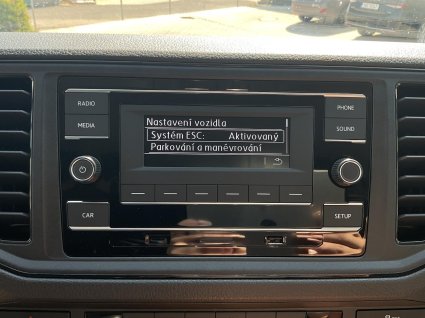 RADIO
MEDIA
CAR
Nastavení vozidla
Systém ESC: Aktivovaný
Parkování a manévrování
PHONE
SOUND
SETUP